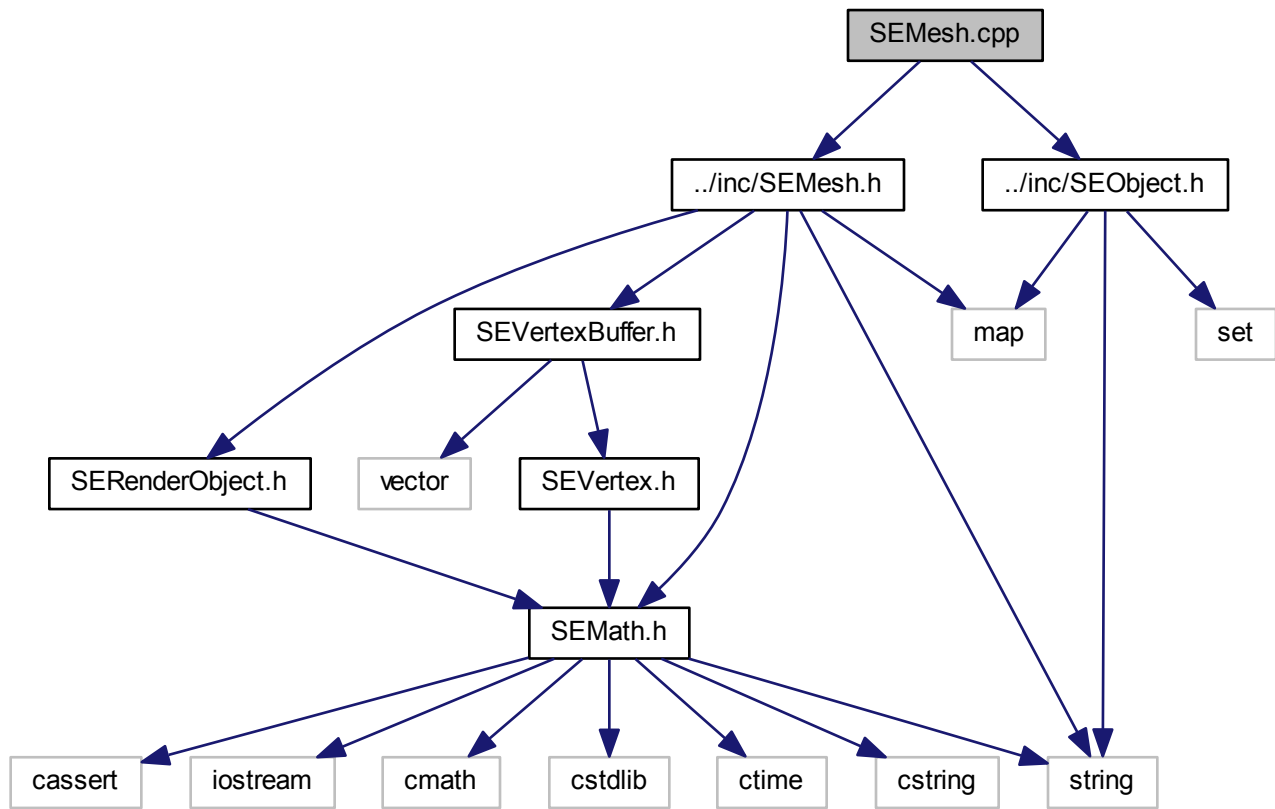 SEMesh.cpp
../inc/SEMesh.h
../inc/SEObject.h
SEVertexBuffer.h
map
set
SERenderObject.h
vector
SEVertex.h
SEMath.h
cassert
iostream
cmath
cstdlib
ctime
cstring
string